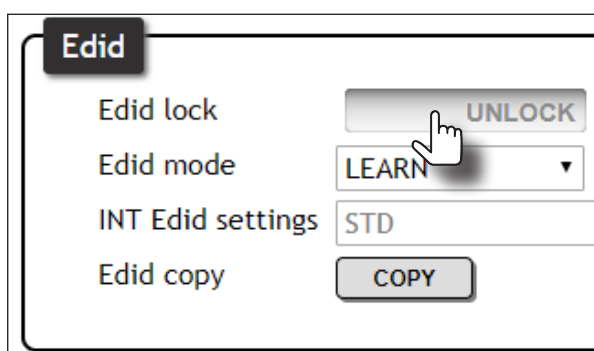 Edid
Edid lock UNLOCK
Edid mode LEARN
INT Edid settings STD
Edid copy COPY